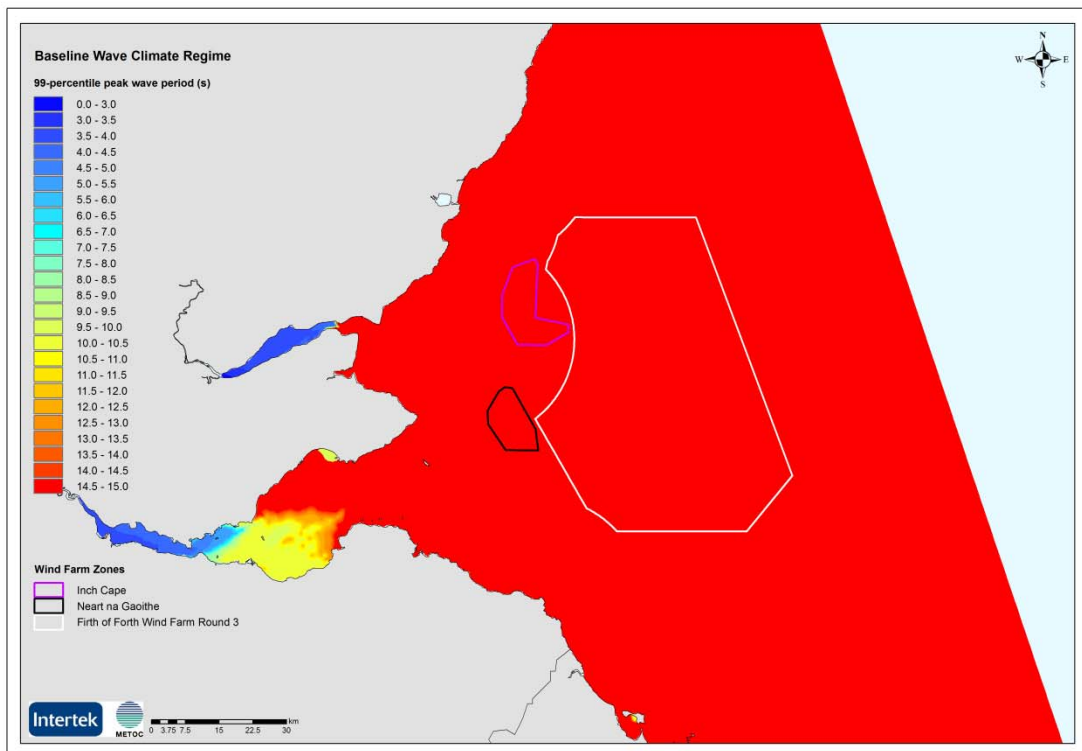 Baseline Wave Climate Regime
99-percentile peak wave period (s)
0.0 - 3.0
3.0 - 3.5
3.5 - 4.0
4.0 - 4.5
4.5 - 5.0
5.0 - 5.5
5.5 - 6.0
6.0 - 6.5
6.5 - 7.0
7.0 - 7.5
7.5 - 8.0
8.0 - 8.5
8.5 - 9.0
9.0 - 9.5
9.5 - 10.0
10.0 - 10.5
10.5 - 11.0
11.0 - 11.5
11.5 - 12.0
12.0 - 12.5
12.5 - 13.0
13.0 - 13.5
13.5 - 14.0
14.0 - 14.5
14.5 - 15.0
N
W E
S
Wind Farm Zones
Inch Cape
Neart na Gaoithe
Firth of Forth Wind Farm Round 3
Intertek
METOC
km
0 3.75 7.5 15 22.5 30